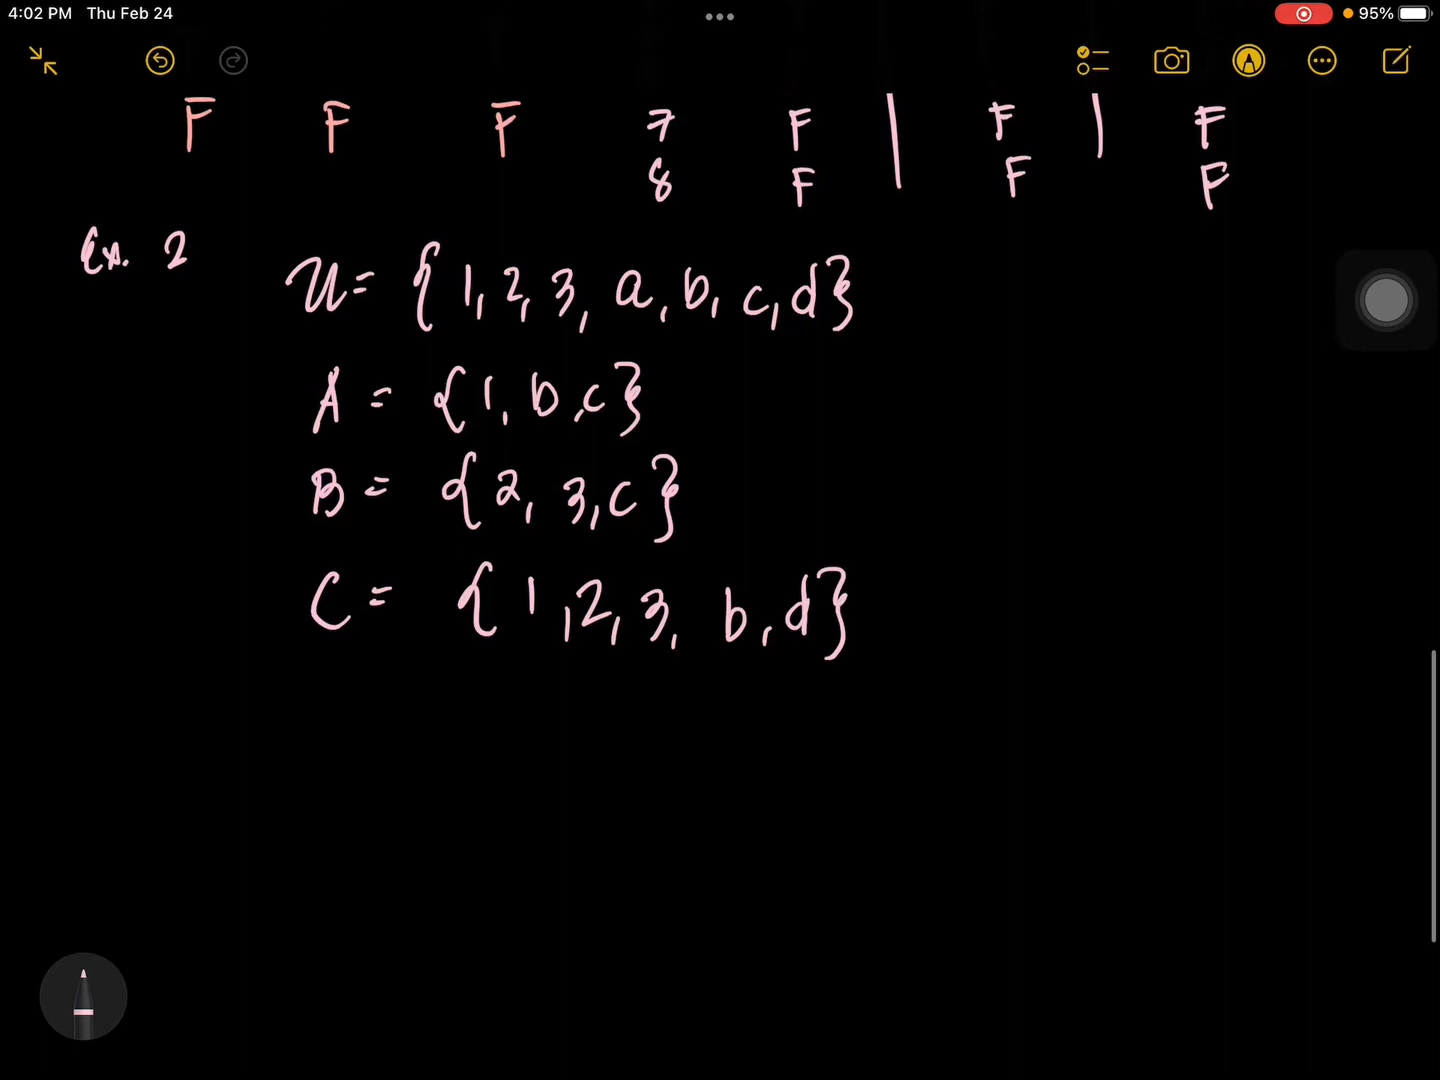 4:02 PM Thu Feb 24 95%
F F F 7 F | F | F
8 F F F
Ex. 2
U = { 1, 2, 3, a, b, c, d }
A = { 1, b, c }
B = { 2, 3, c }
C = { 1, 2, 3, b, d }